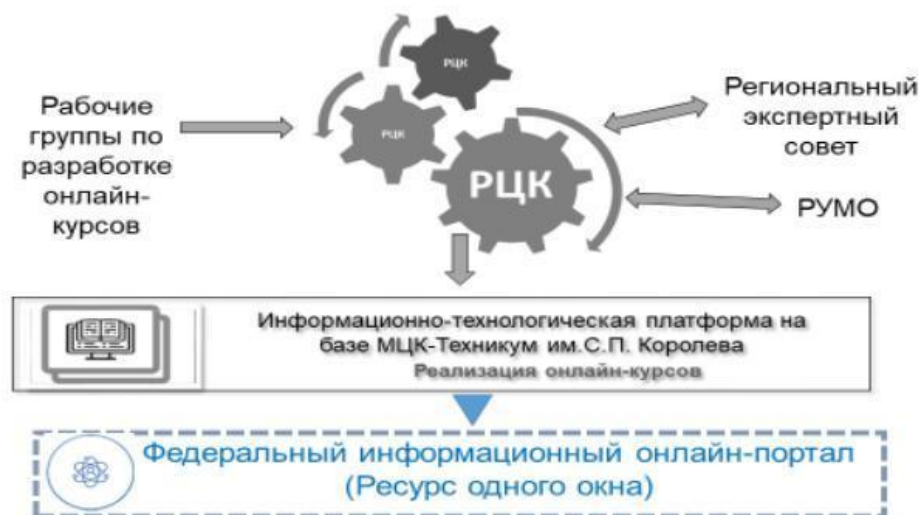 РЦК
РЦК
РЦК
Рабочие
группы по
разработке
онлайн-
курсов
Региональный
экспертный
совет
РУМО
Информационно-технологическая платформа на
базе МЦК-Техникум им.С.П. Королева
Реализация онлайн-курсов
Федеральный информационный онлайн-портал
(Ресурс одного окна)